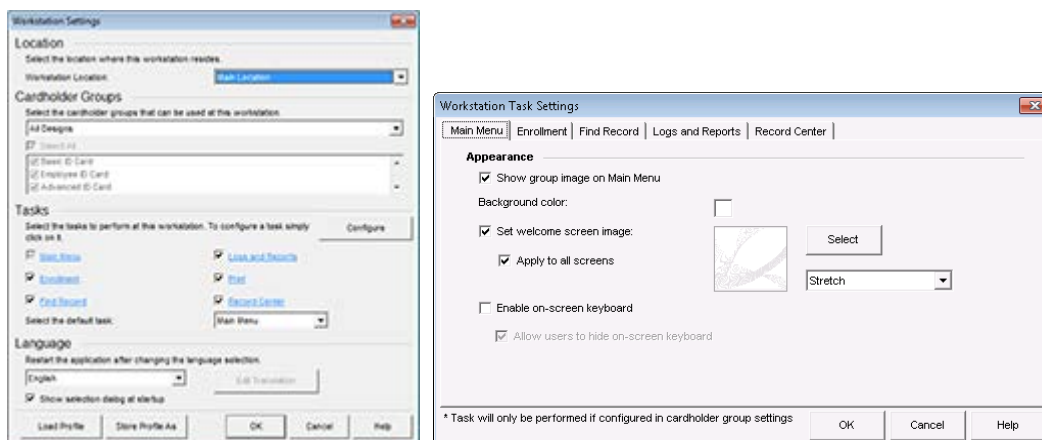 Workstation Settings
Location
Select the location where this workstation resides.
Workstation Location:
Main Location
Cardholder Groups
Select the cardholder groups that can be used at this workstation.
All Designs
Select All
Basic ID Card
Employee ID Card
Advanced ID Card
Tasks
Select the tasks to perform at this workstation. To configure a task simply
click on it.
Configure
Main Menu
Logs and Reports
Enrollment
Print
Find Record
Record Center
Select the default task:
Main Menu
Language
Restart the application after changing the language selection.
English
Edit Translation
Show selection dialog at startup
Load Profile
Store Profile As
OK
Cancel
Help
Workstation Task Settings
Main Menu
Enrollment
Find Record
Logs and Reports
Record Center
Appearance
Show group image on Main Menu
Background color:
Set welcome screen image:
Select
Apply to all screens
Stretch
Enable on-screen keyboard
Allow users to hide on-screen keyboard
* Task will only be performed if configured in cardholder group settings
OK
Cancel
Help